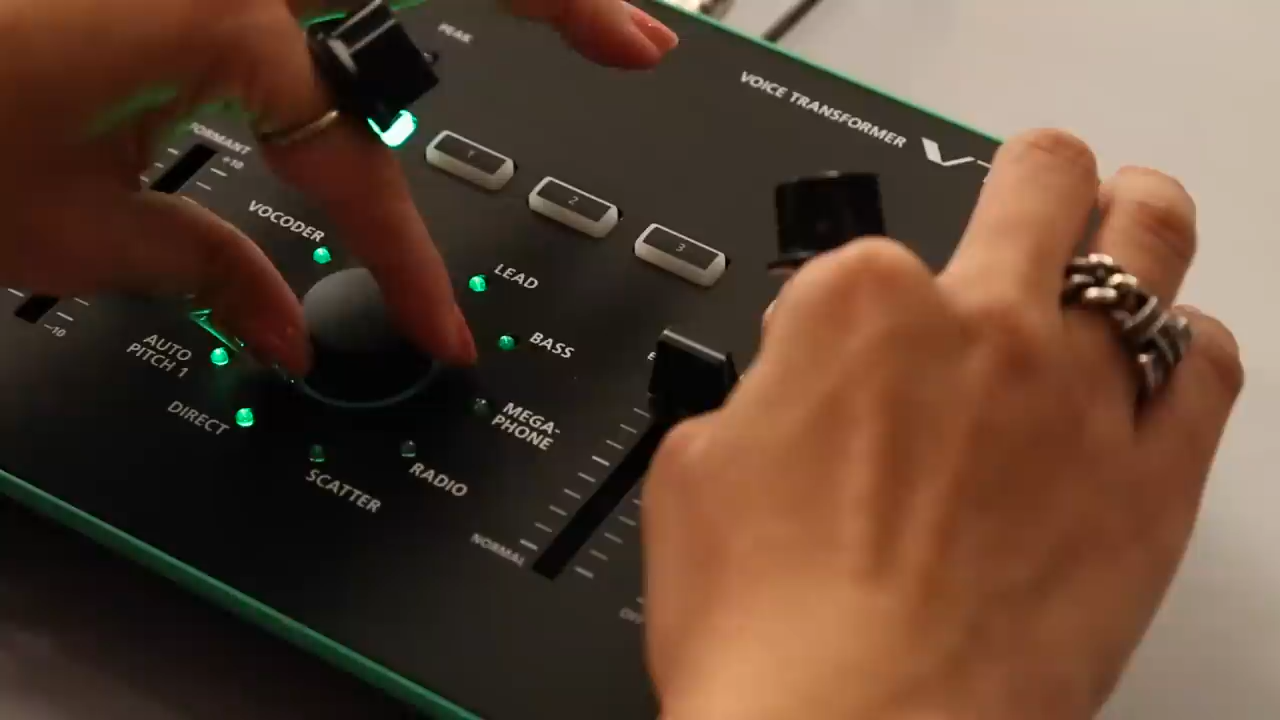 PEAK
VOICE TRANSFORMER
FORMANT
+10
1
2
3
VOCODER
LEAD
BASS
-10
AUTO
PITCH 1
DIRECT
MEGA-
PHONE
RADIO
SCATTER
NORMAL